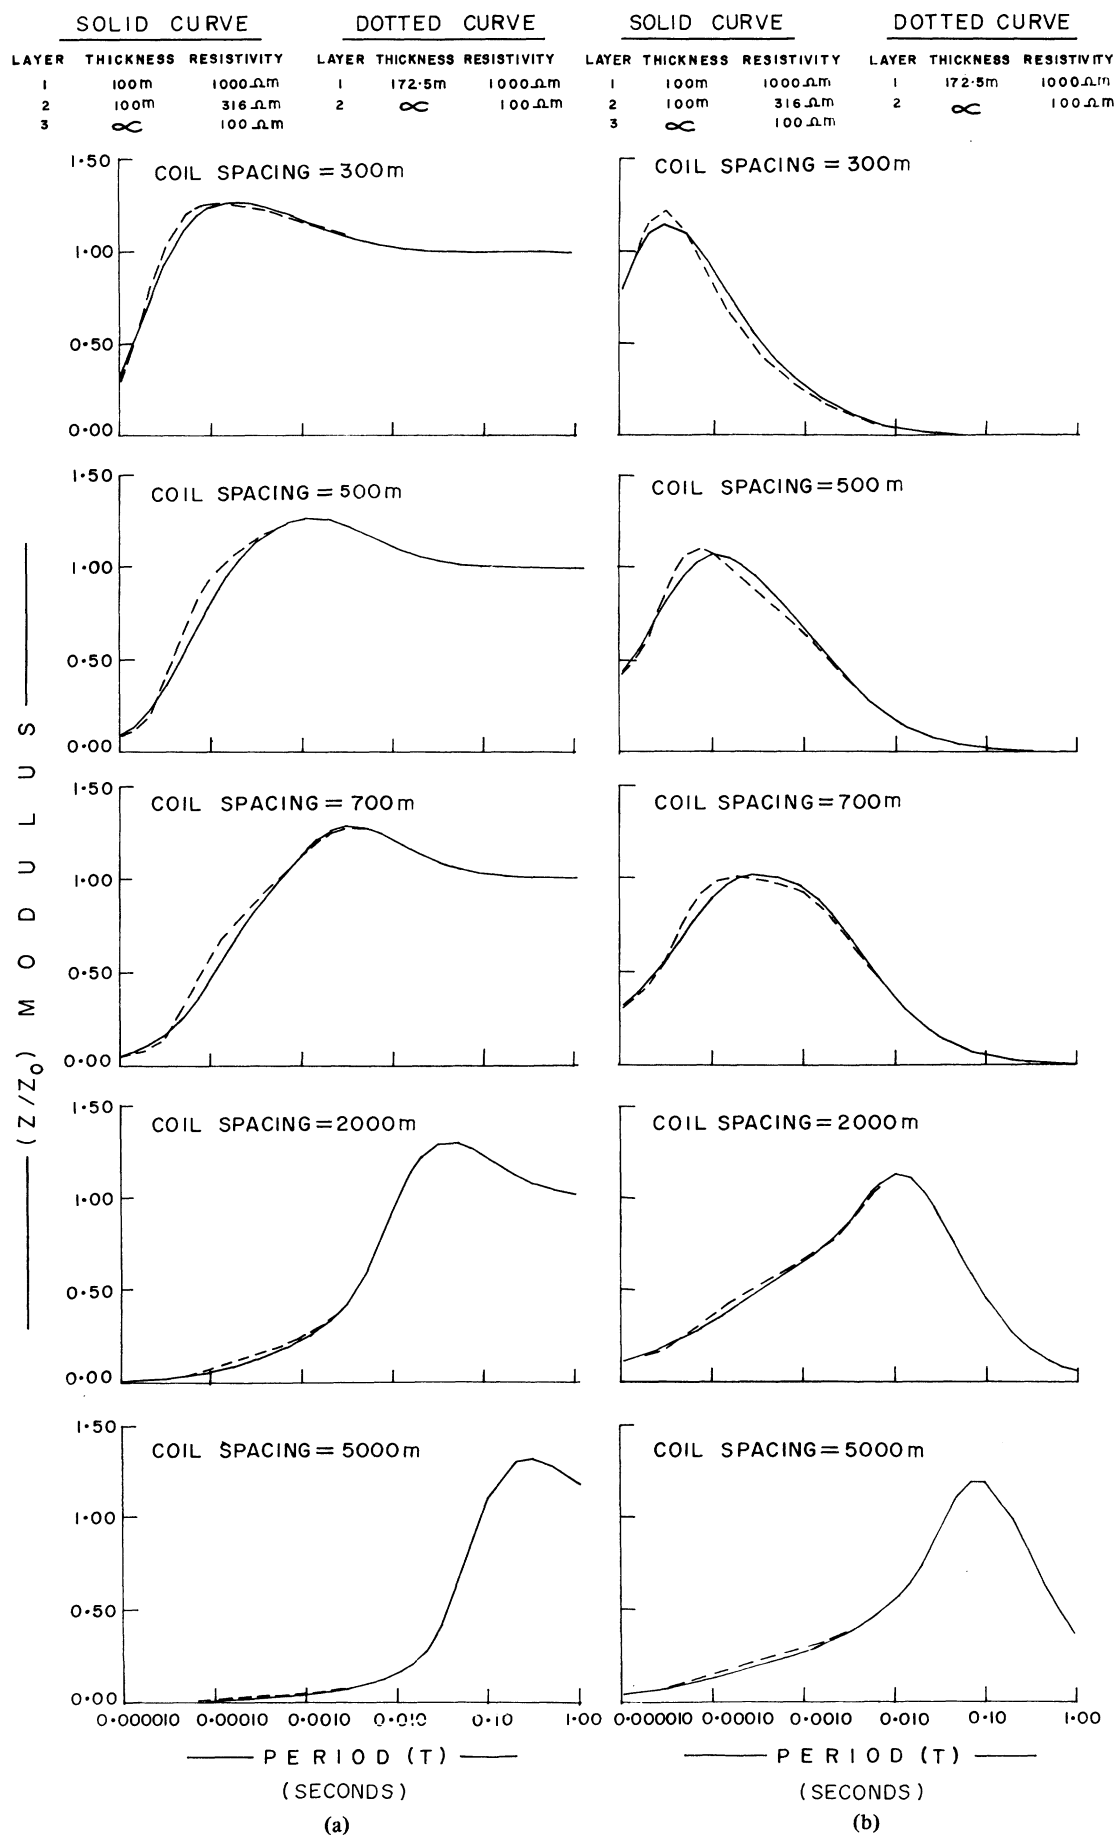 SOLID CURVE
DOTTED CURVE
SOLID CURVE
DOTTED CURVE
LAYER THICKNESS RESISTIVITY
LAYER THICKNESS RESISTIVITY
LAYER THICKNESS RESISTIVITY
LAYER THICKNESS RESISTIVITY
1 100m 1000Ωm
1 172·5m 1000Ωm
1 100m 1000Ωm
1 172·5m 1000Ωm
2 100m 316Ωm
2 ∝ 100Ωm
2 100m 316Ωm
2 ∝ 100Ωm
3 ∝ 100Ωm
3 ∝ 100Ωm
1·50
COIL SPACING = 300m
COIL SPACING = 300m
1·00
0·50
0·00
1·50
COIL SPACING = 500m
COIL SPACING = 500m
1·00
0·50
0·00
1·50
COIL SPACING = 700m
COIL SPACING = 700m
1·00
0·50
0·00
1·50
COIL SPACING = 2000m
COIL SPACING = 2000m
1·00
0·50
0·00
1·50
COIL SPACING = 5000m
COIL SPACING = 5000m
1·00
0·50
0·00
(Z/Z₀) MODULUS
0·000010 0·00010 0·0010 0·010 0·10 1·00
0·000010 0·00010 0·0010 0·010 0·10 1·00
PERIOD (T)
PERIOD (T)
(SECONDS)
(SECONDS)
(a)
(b)